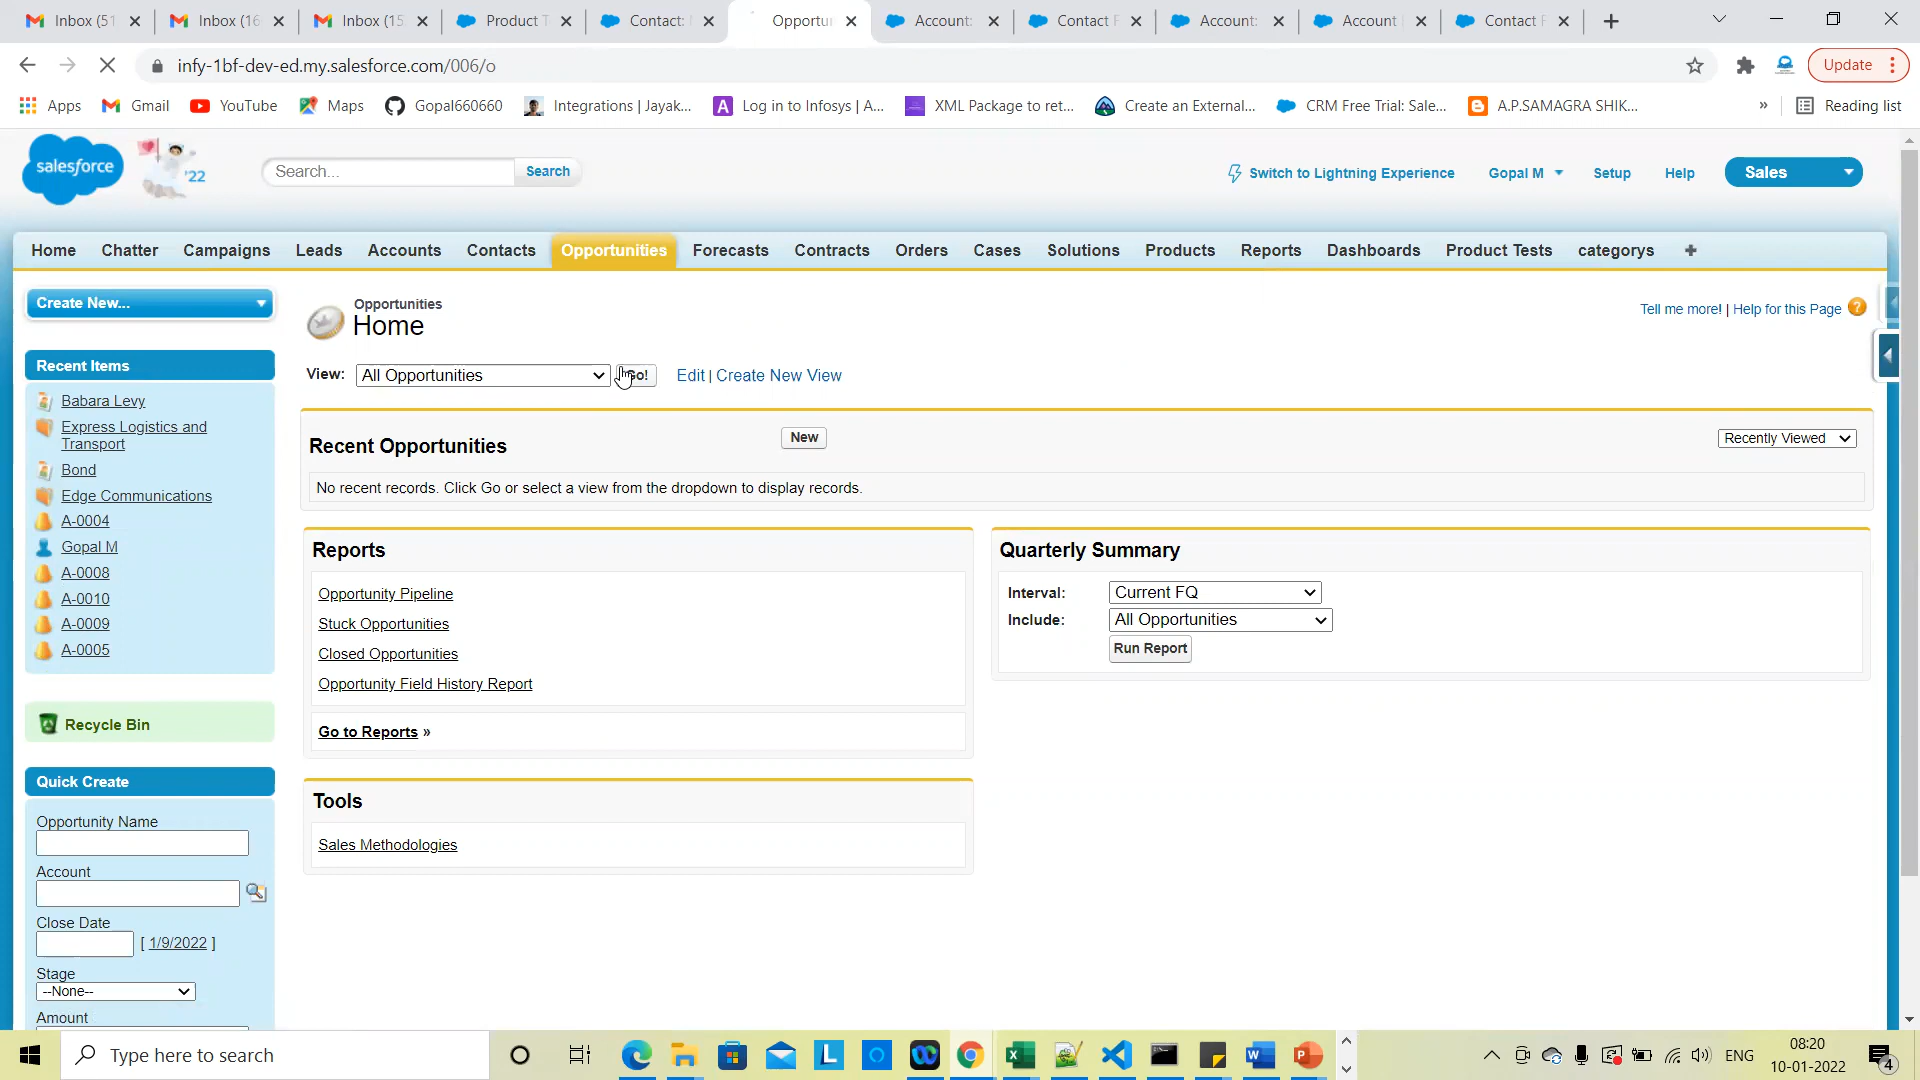 Inbox (51
Inbox (16
Inbox (15
Product T
Contact:
Opportun
Account:
Contact
Account:
Account
Contact
infy-1bf-dev-ed.my.salesforce.com/006/o
Update
Apps
Gmail
YouTube
Maps
Gopal660660
Integrations | Jayak...
Log in to Infosys | A...
XML Package to ret...
Create an External...
CRM Free Trial: Sale...
A.P.SAMAGRA SHIK...
»
Reading list
salesforce
'22
Search...
Search
Switch to Lightning Experience
Gopal M
Setup
Help
Sales
Home
Chatter
Campaigns
Leads
Accounts
Contacts
Opportunities
Forecasts
Contracts
Orders
Cases
Solutions
Products
Reports
Dashboards
Product Tests
categorys
Create New...
Opportunities
Home
Tell me more! | Help for this Page
View:
All Opportunities
Go!
Edit | Create New View
Recent Items
Babara Levy
Express Logistics and
Transport
Bond
Edge Communications
A-0004
Gopal M
A-0008
A-0010
A-0009
A-0005
Recycle Bin
Quick Create
Opportunity Name
Account
Close Date
[ 1/9/2022 ]
Stage
--None--
Amount
Recent Opportunities
New
Recently Viewed
No recent records. Click Go or select a view from the dropdown to display records.
Reports
Opportunity Pipeline
Stuck Opportunities
Closed Opportunities
Opportunity Field History Report
Go to Reports »
Quarterly Summary
Interval:
Current FQ
Include:
All Opportunities
Run Report
Tools
Sales Methodologies
Type here to search
ENG
08:20
10-01-2022
4